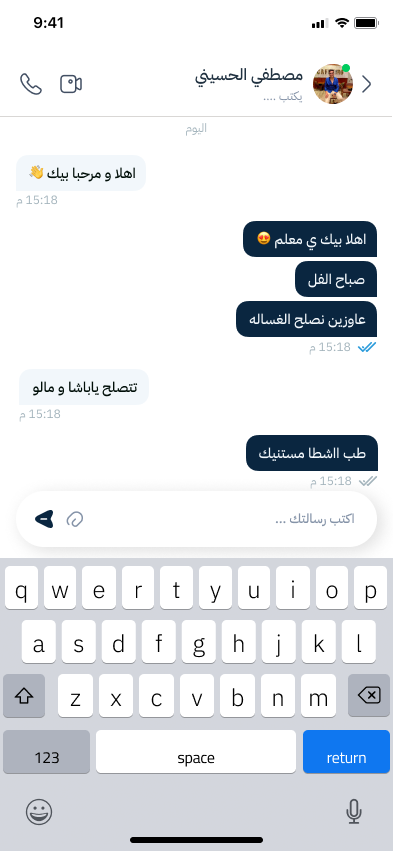 9:41
مصطفي الحسيني
يكتب ....
اليوم
اهلا و مرحبا بيك 👋
15:18 م
اهلا بيك ي معلم 😍
صباح الفل
عاوزين نصلح الغساله
15:18 م
تتصلح ياباشا و مالو
15:18 م
طب ااشطا مستنيك
15:18 م
اكتب رسالتك ...
q w e r t y u i o p
a s d f g h j k l
z x c v b n m
123 space return